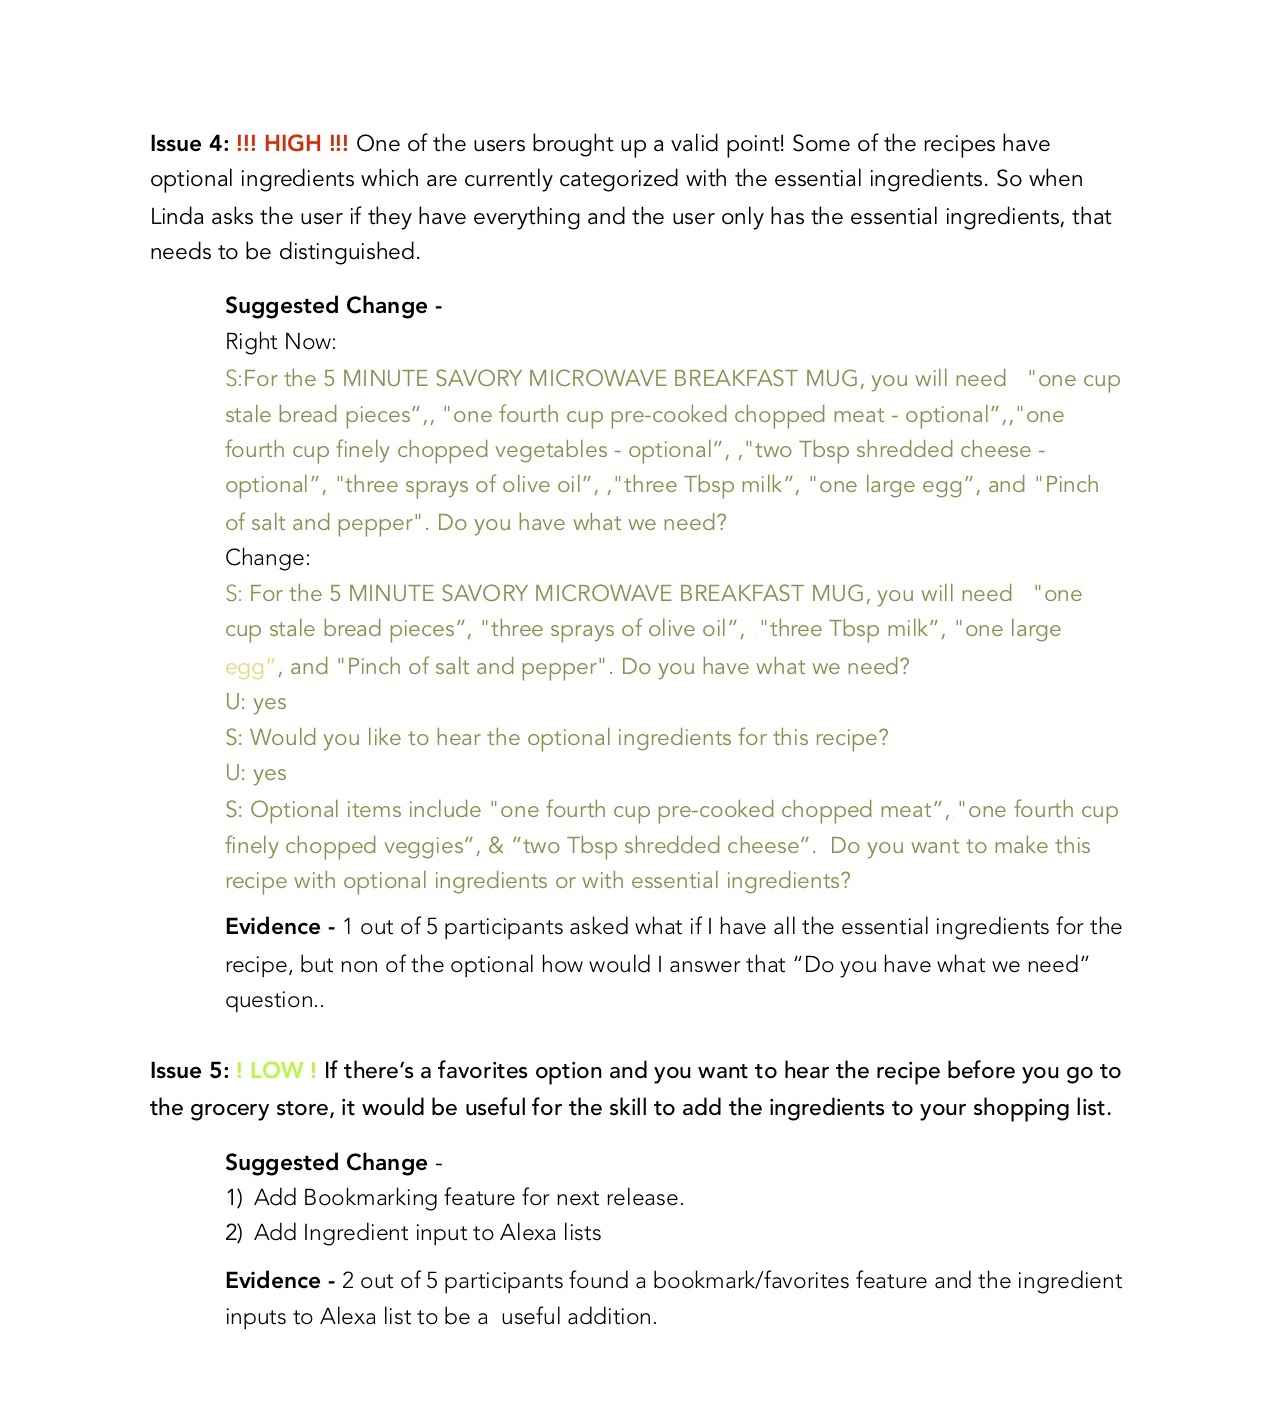 Issue 4: !!! HIGH !!! One of the users brought up a valid point! Some of the recipes have
optional ingredients which are currently categorized with the essential ingredients. So when
Linda asks the user if they have everything and the user only has the essential ingredients, that
needs to be distinguished.
Suggested Change -
Right Now:
S:For the 5 MINUTE SAVORY MICROWAVE BREAKFAST MUG, you will need   "one cup
stale bread pieces”,, "one fourth cup pre-cooked chopped meat - optional”,,"one
fourth cup finely chopped vegetables - optional”, ,"two Tbsp shredded cheese -
optional”, "three sprays of olive oil”, ,"three Tbsp milk”, "one large egg”, and "Pinch
of salt and pepper". Do you have what we need?
Change:
S: For the 5 MINUTE SAVORY MICROWAVE BREAKFAST MUG, you will need   "one
cup stale bread pieces”, "three sprays of olive oil”,  "three Tbsp milk”, "one large
egg”, and "Pinch of salt and pepper". Do you have what we need?
U: yes
S: Would you like to hear the optional ingredients for this recipe?
U: yes
S: Optional items include "one fourth cup pre-cooked chopped meat”, "one fourth cup
finely chopped veggies”, & ”two Tbsp shredded cheese”.  Do you want to make this
recipe with optional ingredients or with essential ingredients?
Evidence - 1 out of 5 participants asked what if I have all the essential ingredients for the
recipe, but non of the optional how would I answer that “Do you have what we need”
question..
Issue 5: ! LOW ! If there’s a favorites option and you want to hear the recipe before you go to
the grocery store, it would be useful for the skill to add the ingredients to your shopping list.
Suggested Change -
1) Add Bookmarking feature for next release.
2) Add Ingredient input to Alexa lists
Evidence - 2 out of 5 participants found a bookmark/favorites feature and the ingredient
inputs to Alexa list to be a  useful addition.